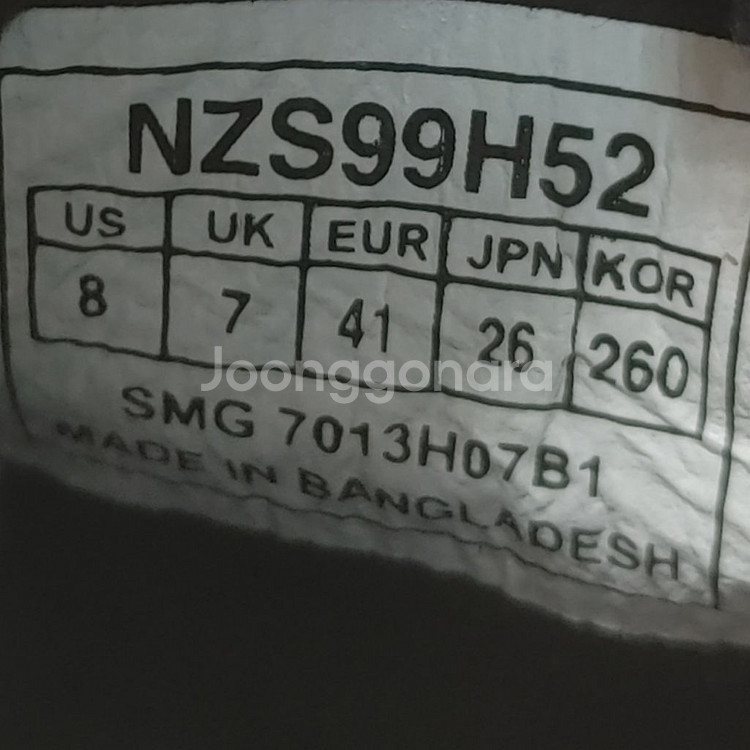 NZS99H52
US UK EUR JPN KOR
8 7 41 26 260
Joonggonara
SMG 7013H07B1
MADE IN BANGLADESH